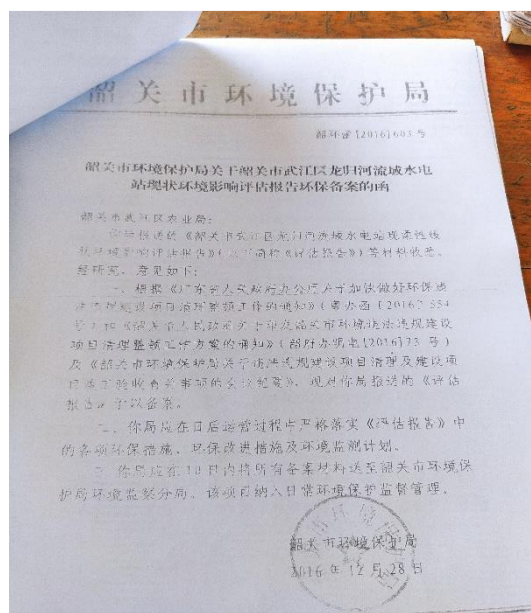 韶关市环境保护局
韶环审[2016]603号
韶关市环境保护局关于韶关市武江区龙归河流域水电
站现状环境影响评估报告环保备案的函
韶关市武江区农业局:
你局报送的《韶关市武江区龙归河流域水电站现状环境
影响评估报告》(以下简称《评估报告》)等材料收悉。
经研究,意见如下:
一、根据《广东省人民政府办公厅关于加快做好环保违
法违规建设项目清理整顿工作的通知》(粤办函[2016]554
号)和《韶关市人民政府关于印发韶关市环境违法违规建设
项目清理整顿工作方案的通知》(韶府办明电[2016]73号)
及《韶关市环境保护局关于违法违规建设项目清理及建设项
目竣工验收有关事项的会议纪要》,现对你局报送的《评估
报告》予以备案。
二、你局应在日后运营过程中严格落实《评估报告》中
的各项环保措施、环保改进措施及环境监测计划。
三、你局应在10日内将所有备案材料送至韶关市环境保
护局环境监察分局。该项目纳入日常环境保护监督管理。
韶关市环境保护局
2016年12月28日